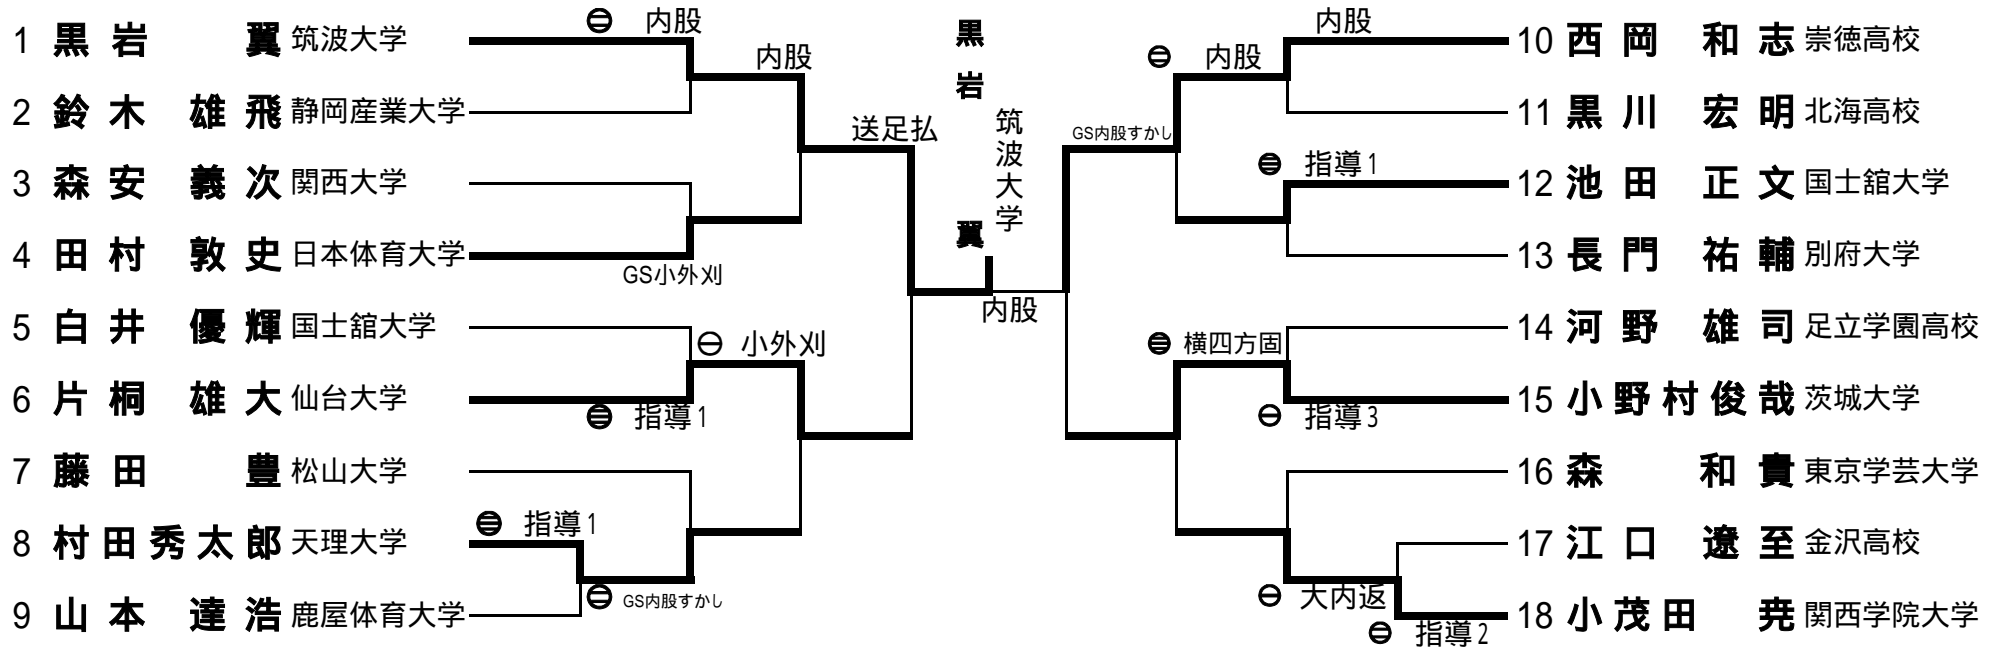 1 黒岩 翼 筑波大学
2 鈴木 雄飛 静岡産業大学
3 森安 義次 関西大学
4 田村 敦史 日本体育大学
5 白井 優輝 国士舘大学
6 片桐 雄大 仙台大学
7 藤田 豊 松山大学
8 村田 秀太郎 天理大学
9 山本 達浩 鹿屋体育大学
内股
内股
送足払
GS小外刈
小外刈
指導1
指導1
GS内股すかし
黒岩 翼
筑波大学
内股
内股
内股
GS内股すかし
指導1
横四方固
指導3
大内返
指導2
10 西岡 和志 崇徳高校
11 黒川 宏明 北海高校
12 池田 正文 国士舘大学
13 長門 祐輔 別府大学
14 河野 雄司 足立学園高校
15 小野村俊哉 茨城大学
16 森 和貴 東京学芸大学
17 江口 遼至 金沢高校
18 小茂田 尭 関西学院大学